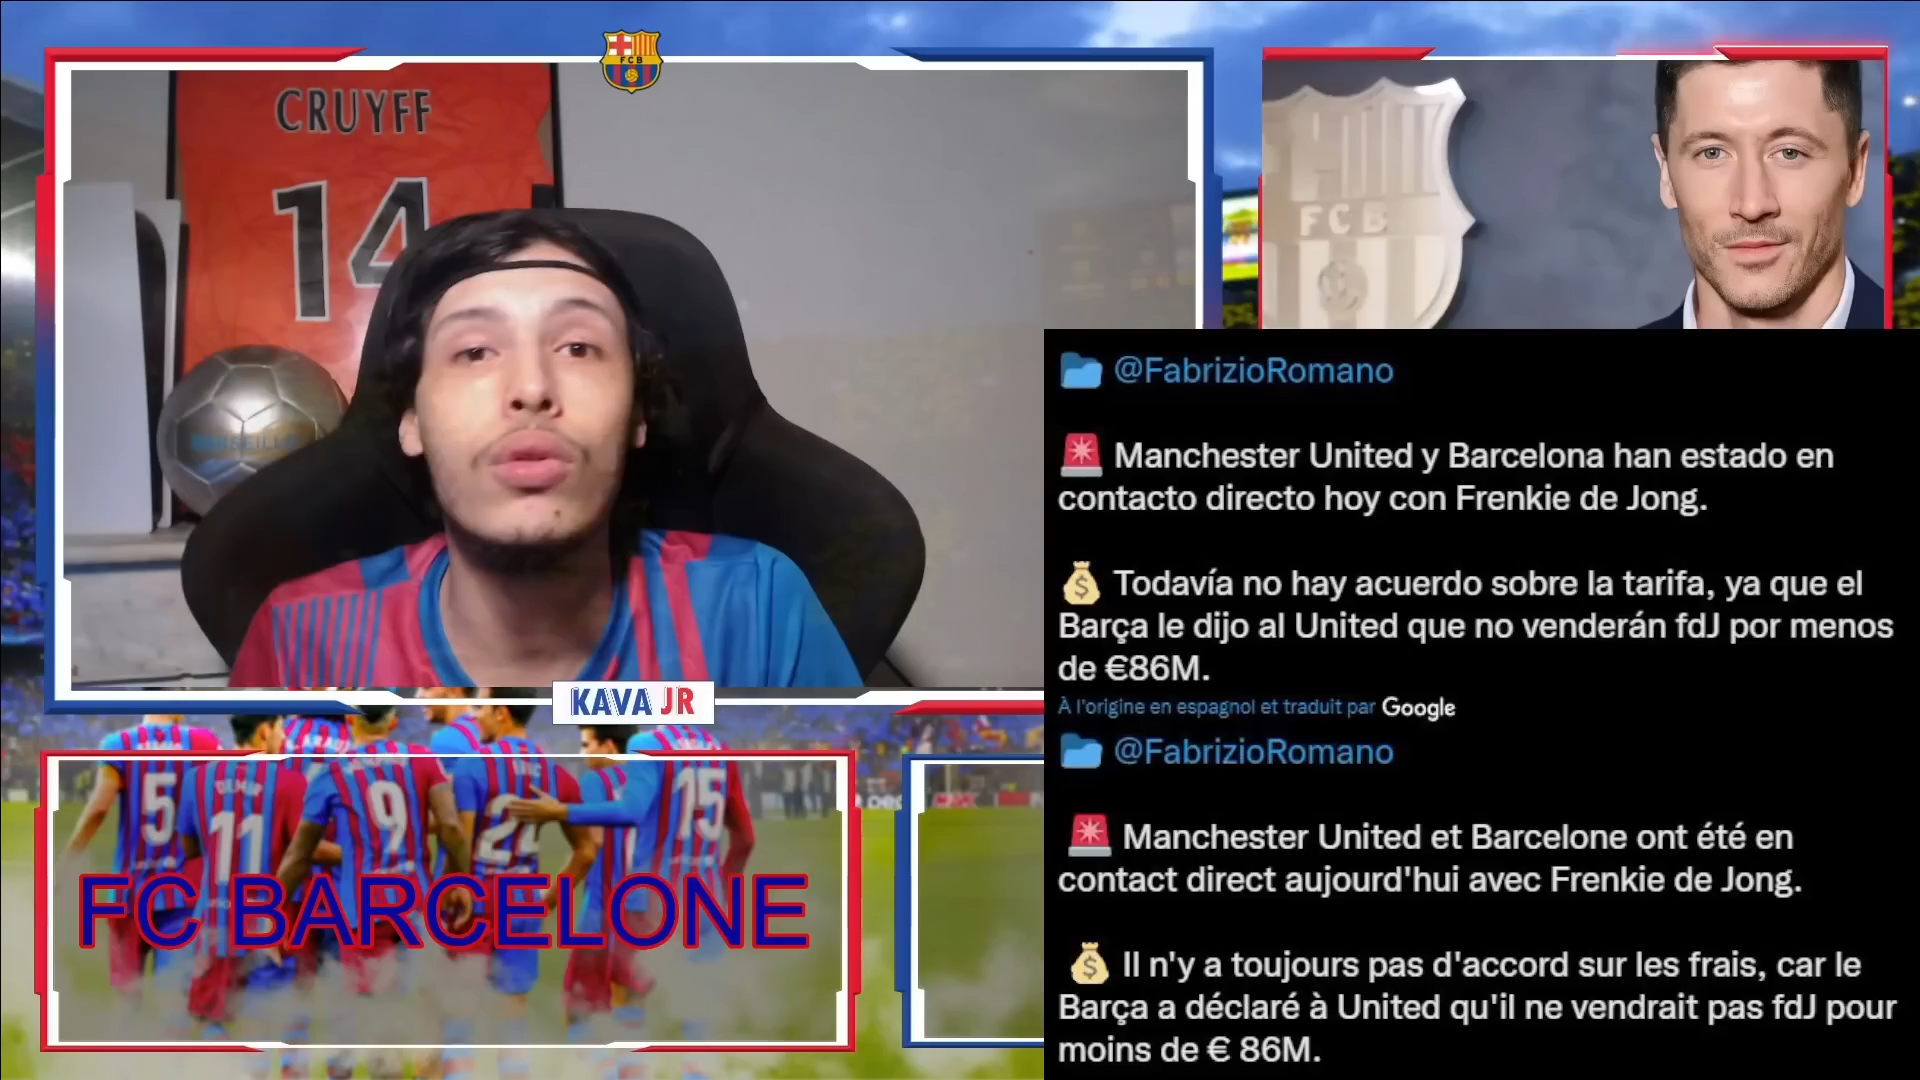 CRUYFF
14
FCB
FCB
KAVA JR
5
DEMIR
11
9
15
FC BARCELONE
@FabrizioRomano
Manchester United y Barcelona han estado en
contacto directo hoy con Frenkie de Jong.
Todavía no hay acuerdo sobre la tarifa, ya que el
Barça le dijo al United que no venderán fdJ por menos
de €86M.
À l'origine en espagnol et traduit par Google
@FabrizioRomano
Manchester United et Barcelone ont été en
contact direct aujourd'hui avec Frenkie de Jong.
Il n'y a toujours pas d'accord sur les frais, car le
Barça a déclaré à United qu'il ne vendrait pas fdJ pour
moins de € 86M.